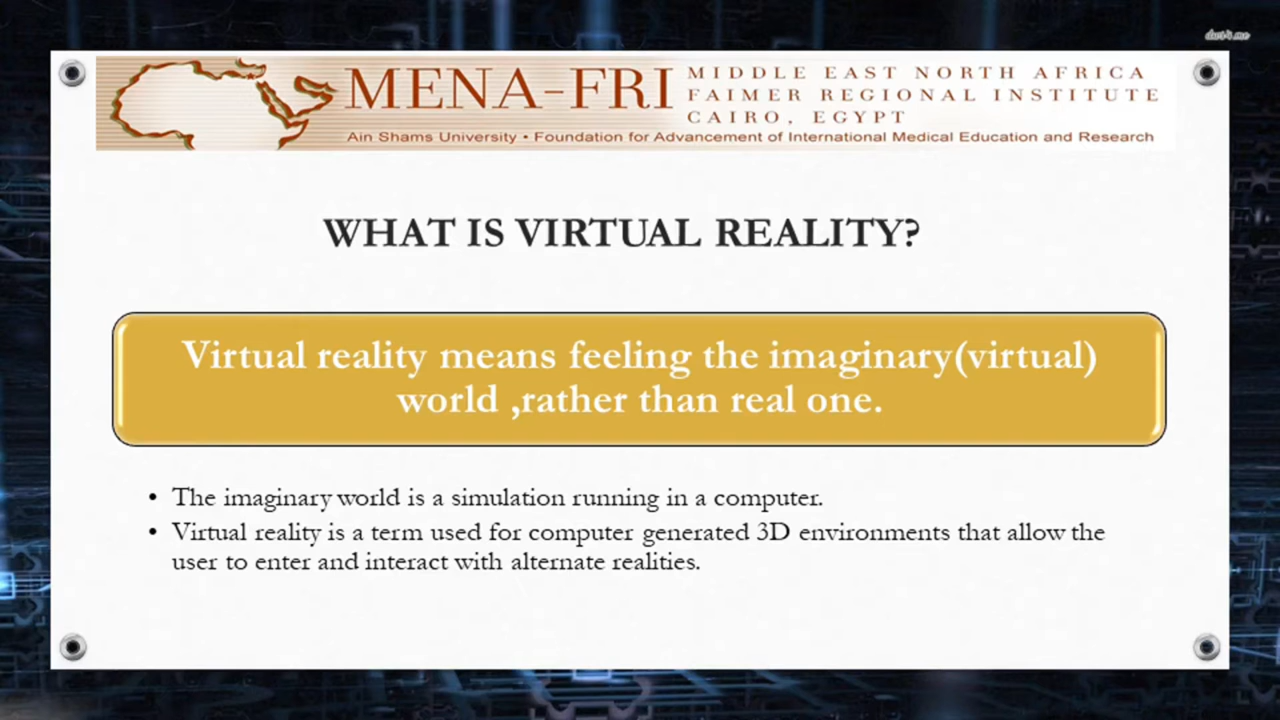 MENA-FRI
MIDDLE EAST NORTH AFRICA
FAIMER REGIONAL INSTITUTE
CAIRO, EGYPT
Ain Shams University • Foundation for Advancement of International Medical Education and Research
WHAT IS VIRTUAL REALITY?
Virtual reality means feeling the imaginary(virtual)
world ,rather than real one.
• The imaginary world is a simulation running in a computer.
• Virtual reality is a term used for computer generated 3D environments that allow the
user to enter and interact with alternate realities.